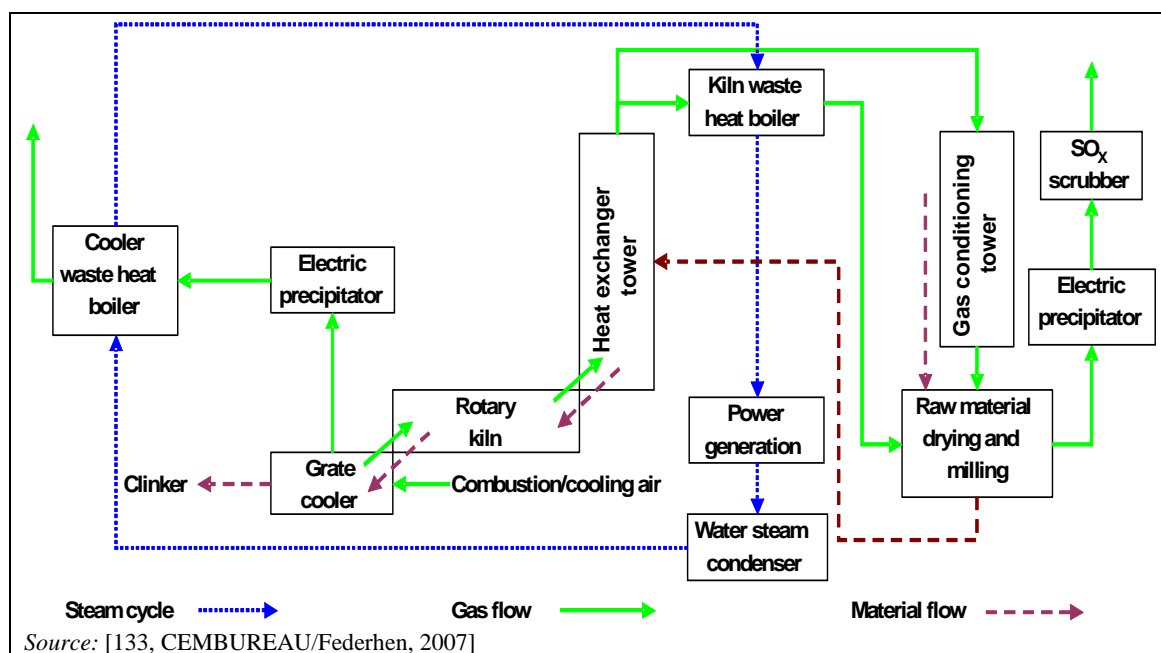 Kiln waste
heat boiler
SOX
scrubber
Cooler
waste heat
boiler
Electric
precipitator
Heat exchanger
tower
Gas conditioning
tower
Electric
precipitator
Rotary
kiln
Power
generation
Raw material
drying and
milling
Clinker
Grate
cooler
Combustion/cooling air
Water steam
condenser
Steam cycle
Gas flow
Material flow
Source: [133, CEMBUREAU/Federhen, 2007]